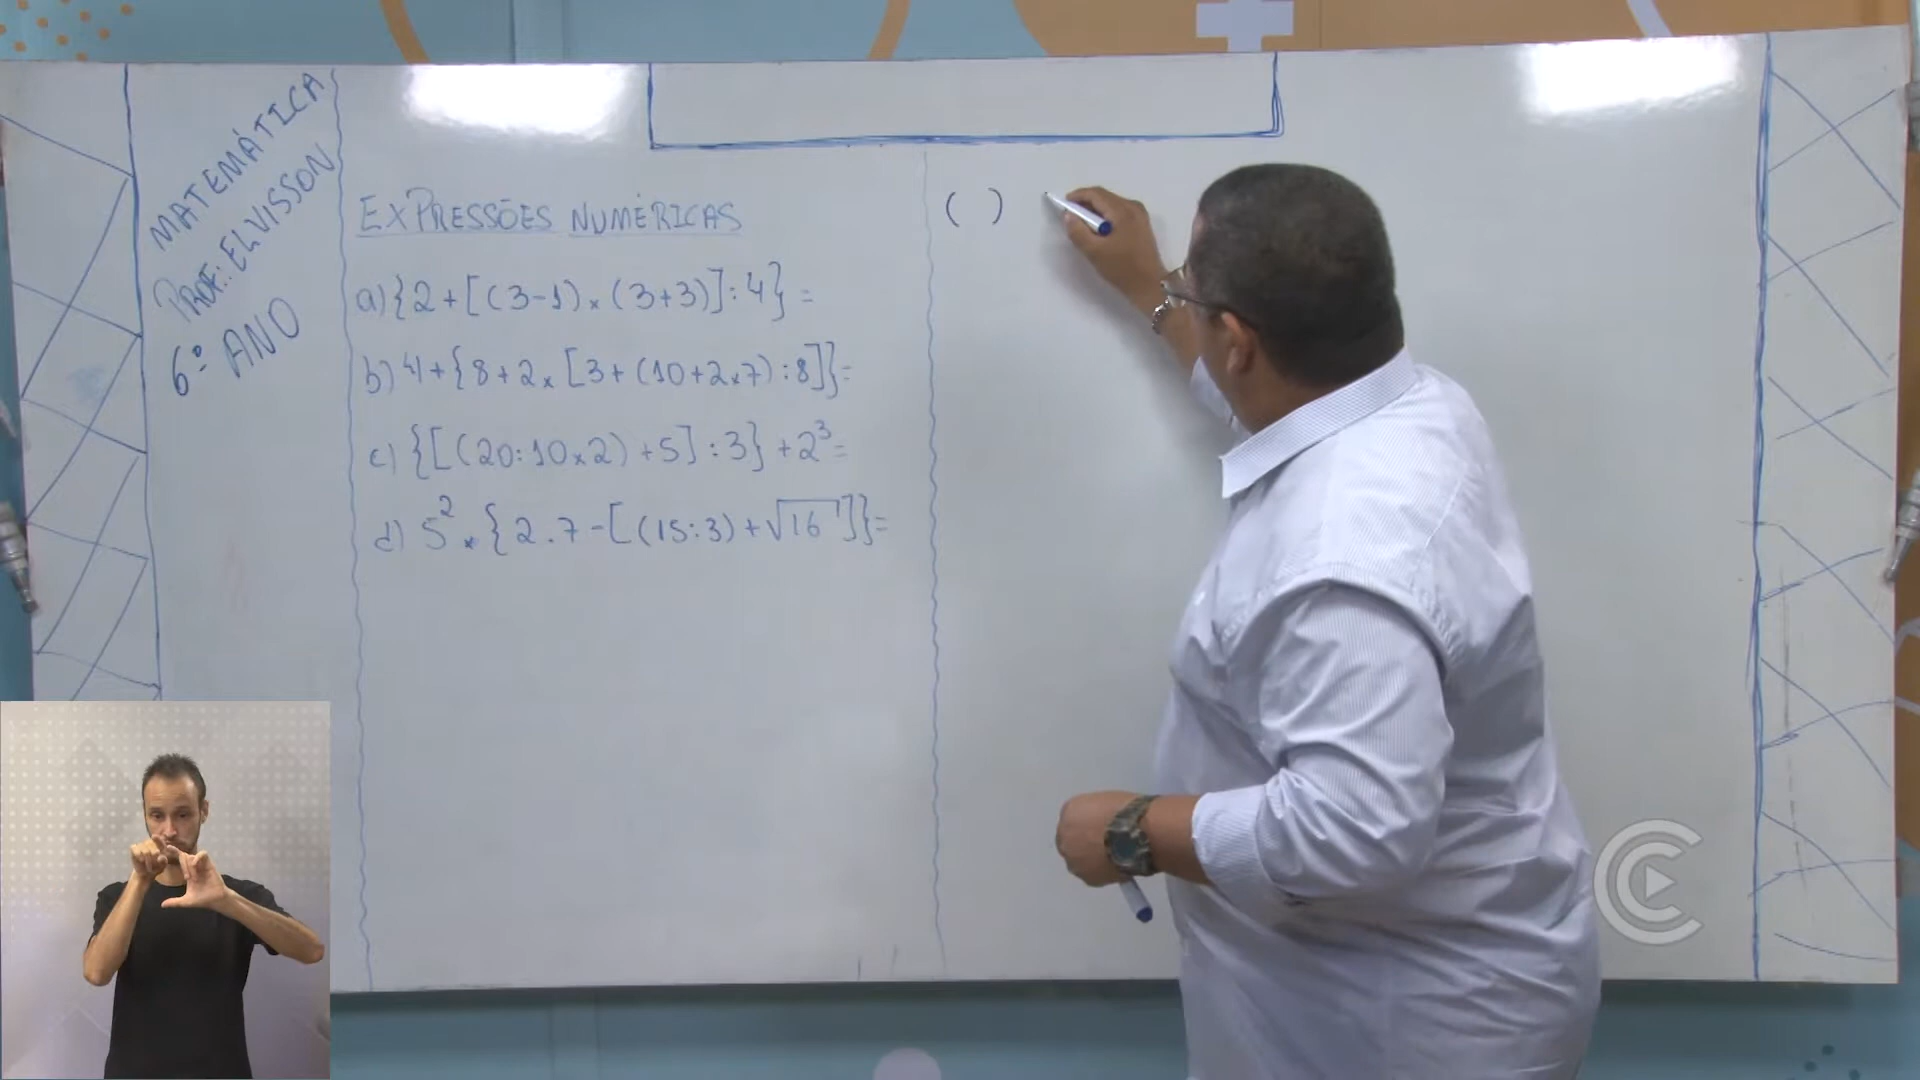 MATEMÁTICA
PROF.: ELVISSON
6º ANO
EXPRESSÕES NUMÉRICAS
a) {2 + [(3-1) × (3+3)] : 4} =
b) 4 + {8 + 2 × [3 + (10 + 2 × 7) : 8]} =
c) {[(20 : 10 × 2) + 5] : 3} + 2³ =
d) 5² × {2 . 7 - [(15 : 3) + √16]} =
( )